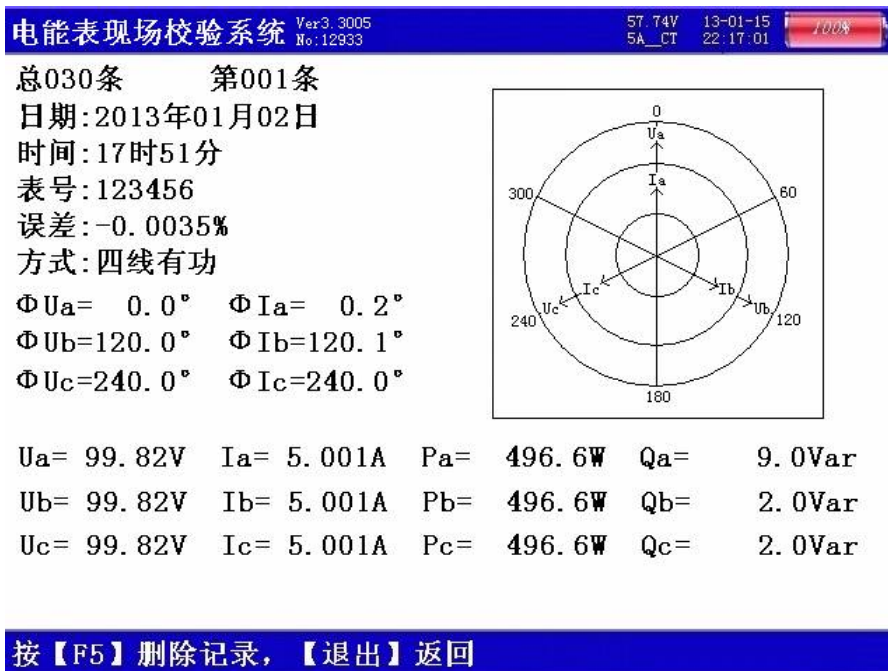 电能表现场校验系统 Ver3.3005 No:12933 57.74V 5A__CT 13-01-15 22:17:01 100%
总030条 第001条
日期:2013年01月02日
时间:17时51分
表号:123456
误差:-0.0035%
方式:四线有功
ΦUa= 0.0° ΦIa= 0.2°
ΦUb=120.0° ΦIb=120.1°
ΦUc=240.0° ΦIc=240.0°
0
Ua
Ia
300
60
Ic
Ib
Uc
Ub
240
120
180
Ua= 99.82V Ia= 5.001A Pa= 496.6W Qa= 9.0Var
Ub= 99.82V Ib= 5.001A Pb= 496.6W Qb= 2.0Var
Uc= 99.82V Ic= 5.001A Pc= 496.6W Qc= 2.0Var
按【F5】删除记录，【退出】返回